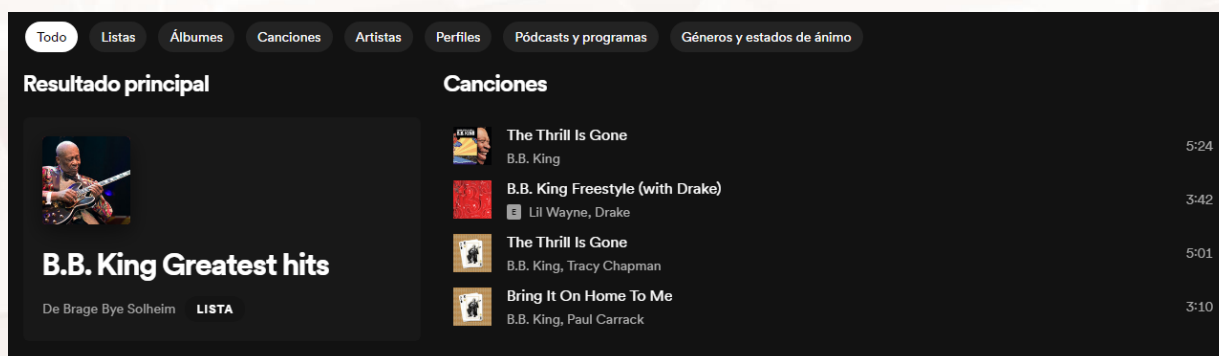 Todo Listas Álbumes Canciones Artistas Perfiles Pódcasts y programas Géneros y estados de ánimo
Resultado principal
B.B. King Greatest hits
De Brage Bye Solheim LISTA
Canciones
The Thrill Is Gone
B.B. King
5:24
B.B. King Freestyle (with Drake)
E Lil Wayne, Drake
3:42
The Thrill Is Gone
B.B. King, Tracy Chapman
5:01
Bring It On Home To Me
B.B. King, Paul Carrack
3:10